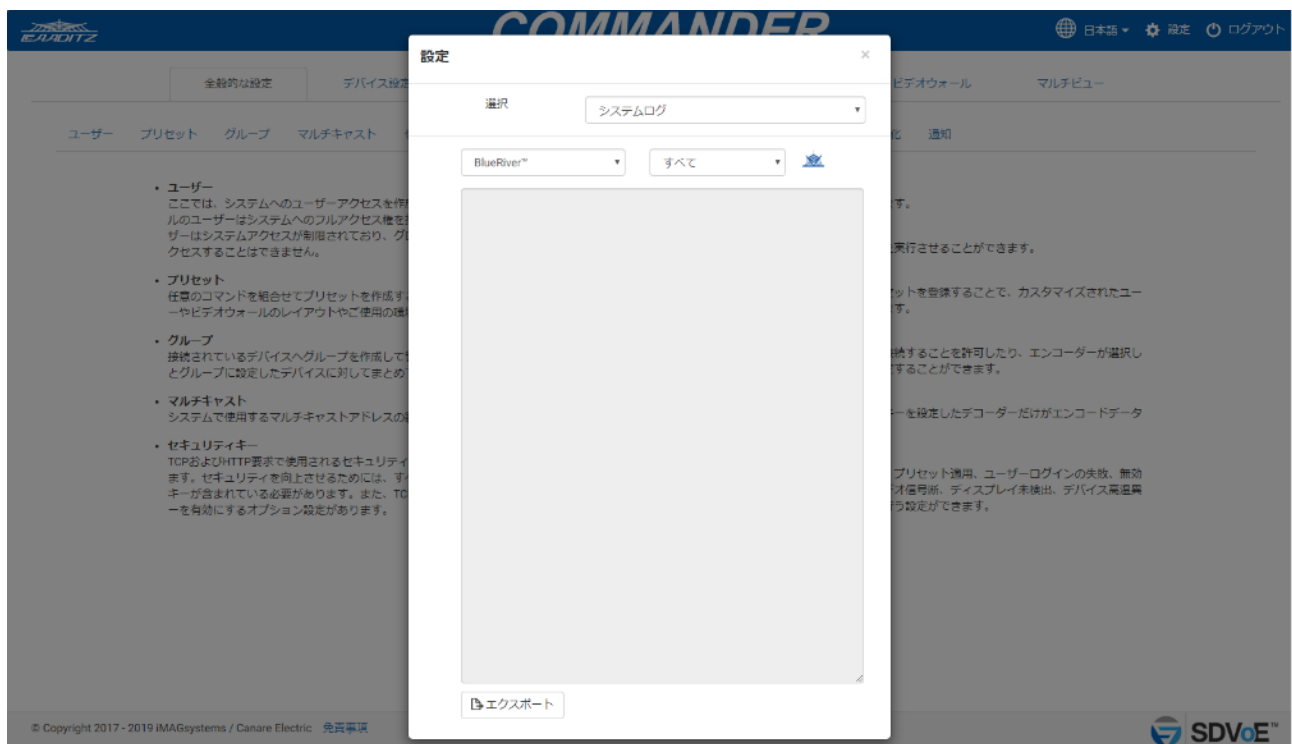 COMMANDER
日本語
設定
ログアウト
全般的な設定
デバイス設定
ビデオウォール
マルチビュー
ユーザー
プリセット
グループ
マルチキャスト
化
通知
設定
×
選択
システムログ
BlueRiver™
すべて
エクスポート
• ユーザー
ここでは、システムへのユーザーアクセスを作
ルのユーザーはシステムへのフルアクセス権を
ザーはシステムアクセスが制限されており、グ
クセスすることはできません。
• プリセット
任意のコマンドを組合せてプリセットを作成す
ーやビデオウォールのレイアウトやご使用の環
• グループ
接続されているデバイスへグループを作成して
とグループに設定したデバイスに対してまとめ
• マルチキャスト
システムで使用するマルチキャストアドレスの
• セキュリティキー
TCPおよびHTTP要求で使用されるセキュリティ
ます。セキュリティを向上させるためには、す
キーが含まれている必要があります。また、TC
ーを有効にするオプション設定があります。
す。
実行させることができます。
セットを登録することで、カスタマイズされたユー
す。
続することを許可したり、エンコーダーが選択し
することができます。
キーを設定したデコーダーだけがエンコードデータ
プリセット適用、ユーザーログインの失敗、無効
オ信号断、ディスプレイ未検出、デバイス高温異
う設定ができます。
© Copyright 2017 - 2019 iMAGsystems / Canare Electric 免責事項
SDVoE™